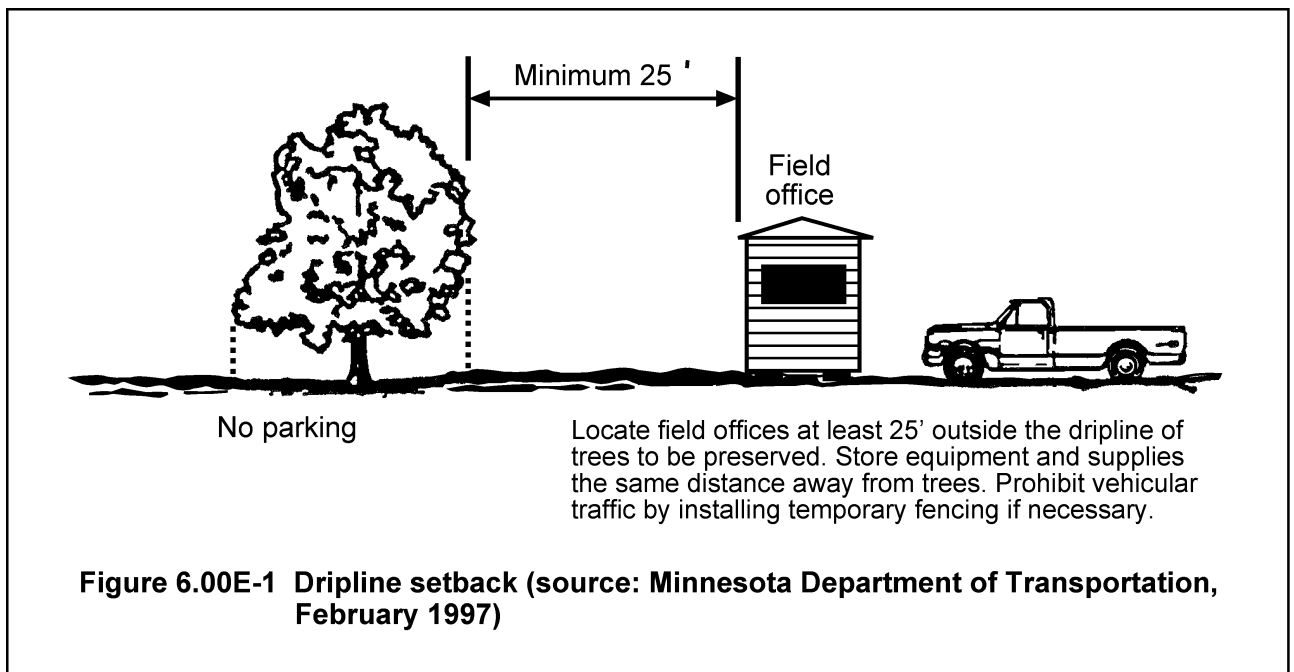 Minimum 25 '
Field
office
No parking
Locate field offices at least 25’ outside the dripline of
trees to be preserved. Store equipment and supplies
the same distance away from trees. Prohibit vehicular
traffic by installing temporary fencing if necessary.
Figure 6.00E-1 Dripline setback (source: Minnesota Department of Transportation,
February 1997)